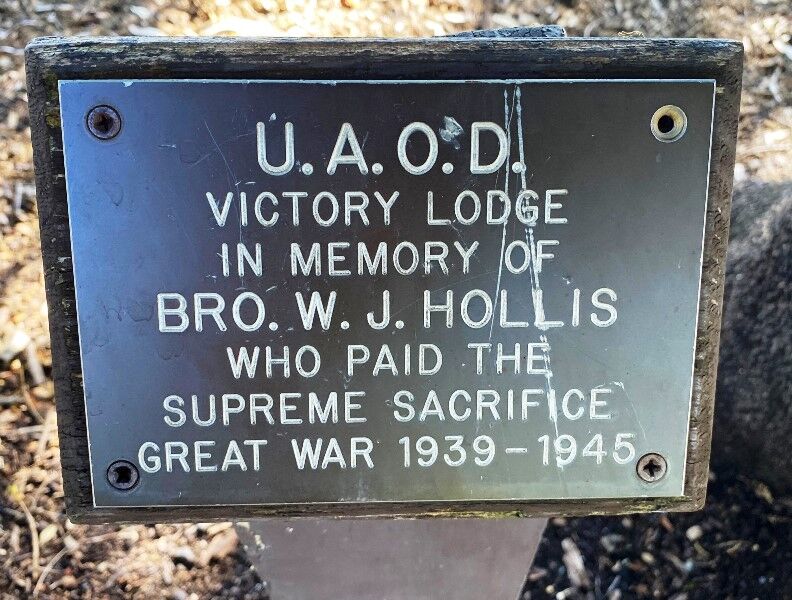 U.A.O.D.
VICTORY LODGE
IN MEMORY OF
BRO. W. J. HOLLIS
WHO PAID THE
SUPREME SACRIFICE
GREAT WAR 1939-1945